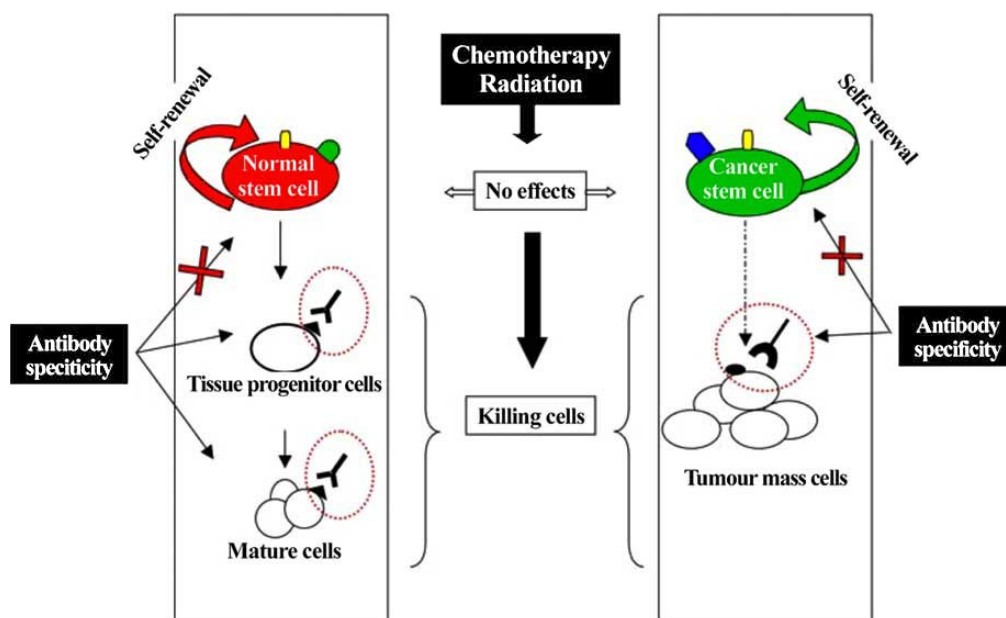 Chemotherapy
Radiation
Self-renewal
Normal
stem cell
No effects
Self-renewal
Cancer
stem cell
Antibody
speciticity
Tissue progenitor cells
Killing cells
Antibody
specificity
Tumour mass cells
Mature cells